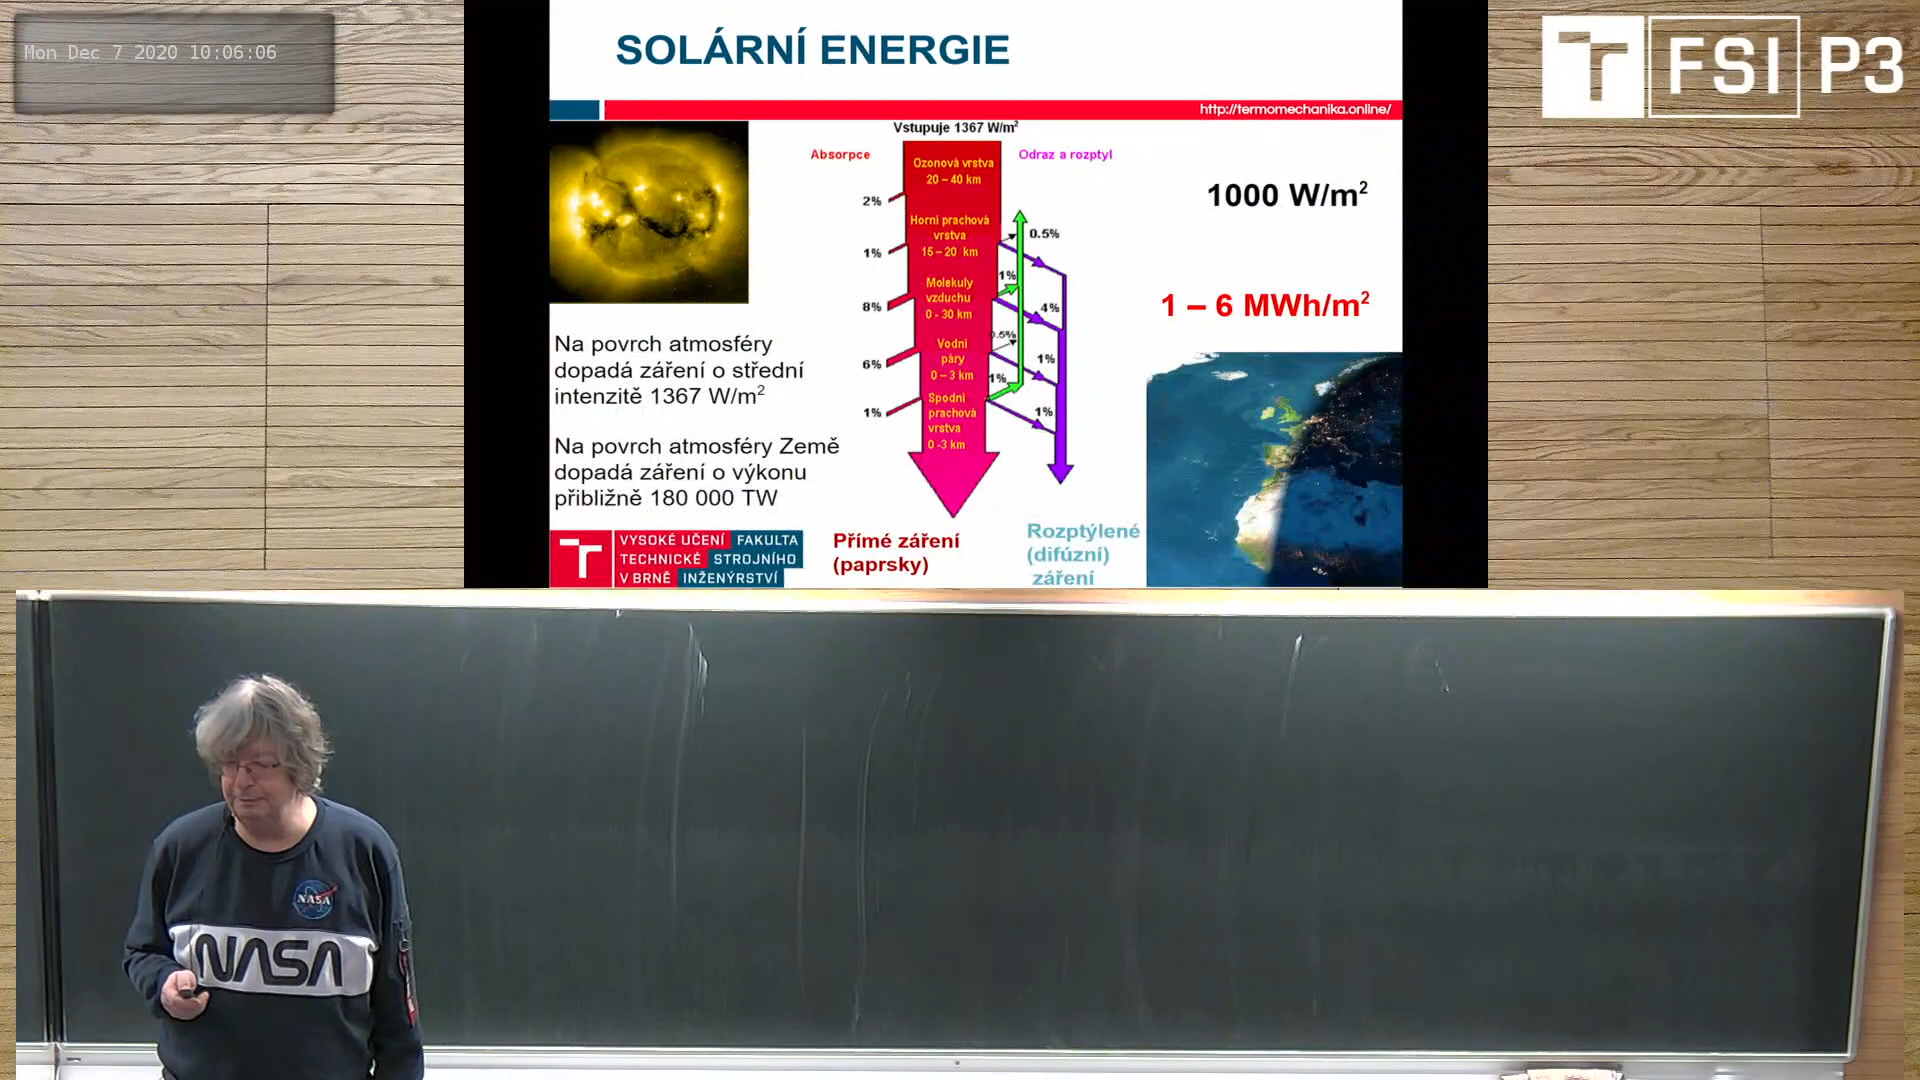 Mon Dec 7 2020 10:06:06
FSI P3
SOLÁRNÍ ENERGIE
http://termomechanika.online/
Vstupuje 1367 W/m²
Absorpce
Odraz a rozptyl
Ozonová vrstva
20 – 40 km
2%
Horni prachová
vrstva
15 – 20 km
1%
0.5%
Molekuly
vzduchu
0 - 30 km
8%
1%
4%
Vodni
páry
0 – 3 km
6%
0.5%
1%
1%
Spodni
prachová
vrstva
0 -3 km
1%
1%
1000 W/m²
1 – 6 MWh/m²
Na povrch atmosféry
dopadá záření o střední
intenzitě 1367 W/m²
Na povrch atmosféry Země
dopadá záření o výkonu
přibližně 180 000 TW
VYSOKÉ UČENÍ FAKULTA
TECHNICKÉ STROJNÍHO
V BRNĚ INŽENÝRSTVÍ
Přímé záření
(paprsky)
Rozptýlené
(difúzní)
záření
NASA
NASA